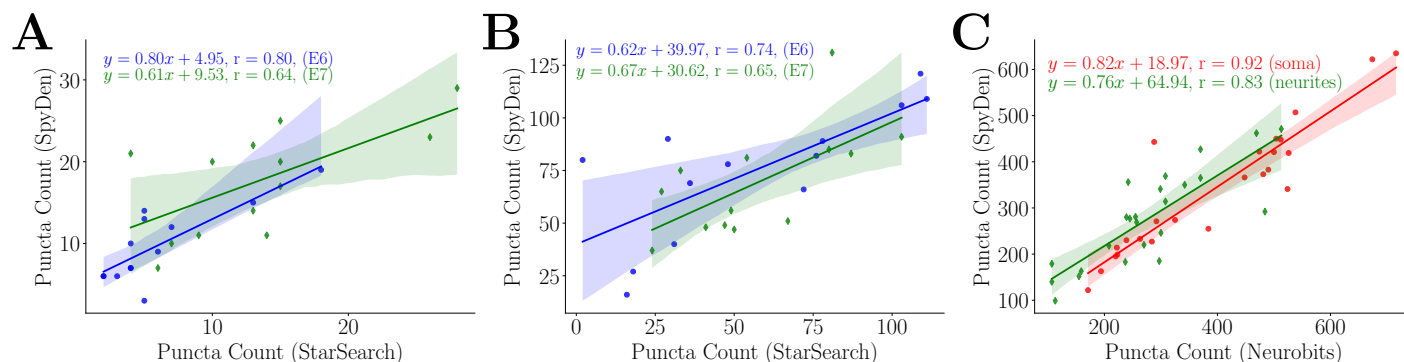 A
y = 0.80x + 4.95, r = 0.80, (E6)
y = 0.61x + 9.53, r = 0.64, (E7)
Puncta Count (SpyDen)
30
20
10
10
20
Puncta Count (StarSearch)
B
y = 0.62x + 39.97, r = 0.74, (E6)
y = 0.67x + 30.62, r = 0.65, (E7)
Puncta Count (SpyDen)
125
100
75
50
25
0
25
50
75
100
Puncta Count (StarSearch)
C
y = 0.82x + 18.97, r = 0.92 (soma)
y = 0.76x + 64.94, r = 0.83 (neurites)
Puncta Count (SpyDen)
600
500
400
300
200
100
200
400
600
Puncta Count (Neurobits)